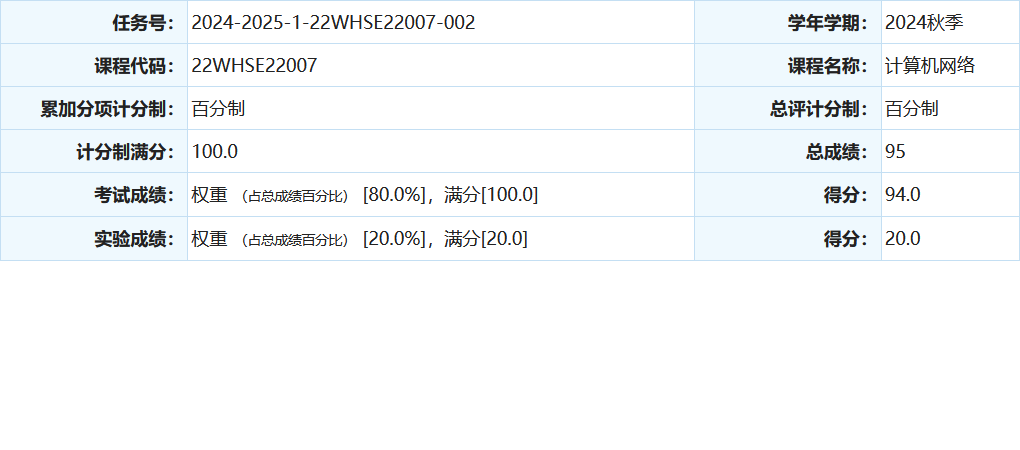 任务号： 2024-2025-1-22WHSE22007-002 学年学期： 2024秋季
课程代码： 22WHSE22007 课程名称： 计算机网络
累加分项计分制： 百分制 总评计分制： 百分制
计分制满分： 100.0 总成绩： 95
考试成绩： 权重 （占总成绩百分比） [80.0%]，满分[100.0] 得分： 94.0
实验成绩： 权重 （占总成绩百分比） [20.0%]，满分[20.0] 得分： 20.0